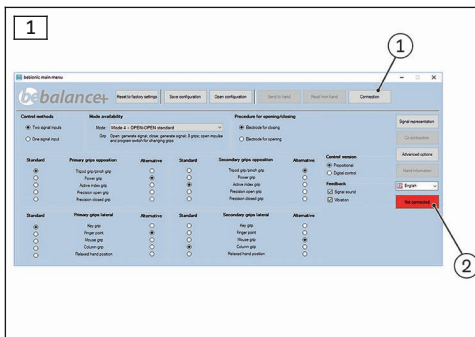 1
1
bebionic main menu
bebalance+
Reset to factory settings
Save configuration
Open configuration
Send to hand
Read from hand
Connection
Control methods
Two signal inputs
One signal input
Mode availability
Mode: Mode 4 – OPEN-OPEN standard
Grip: Open: generate signal; close: generate signal; 3 grips; open impulse
and program switch for changing grips
Procedure for opening/closing
Electrode for closing
Electrode for opening
Signal representation
Co-contraction
Advanced options
Hand information
English
Not connected
2
Standard Primary grips opposition Alternative
Tripod grip/pinch grip
Power grip
Active index grip
Precision open grip
Precision closed grip
Standard Secondary grips opposition Alternative
Tripod grip/pinch grip
Power grip
Active index grip
Precision open grip
Precision closed grip
Control version
Proportional
Digital control
Feedback
Signal sound
Vibration
Standard Primary grips lateral Alternative
Key grip
Finger point
Mouse grip
Column grip
Relaxed hand position
Standard Secondary grips lateral Alternative
Key grip
Finger point
Mouse grip
Column grip
Relaxed hand position